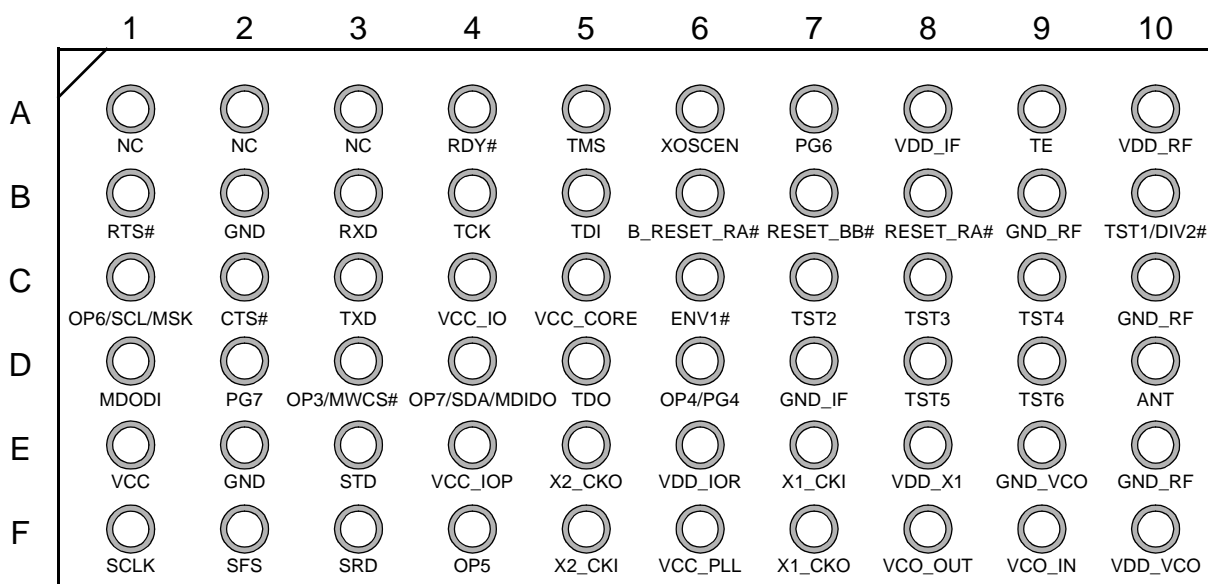 1 2 3 4 5 6 7 8 9 10
A
NC NC NC RDY# TMS XOSCEN PG6 VDD_IF TE VDD_RF
B
RTS# GND RXD TCK TDI B_RESET_RA# RESET_BB# RESET_RA# GND_RF TST1/DIV2#
C
OP6/SCL/MSK CTS# TXD VCC_IO VCC_CORE ENV1# TST2 TST3 TST4 GND_RF
D
MDODI PG7 OP3/MWCS# OP7/SDA/MDIDO TDO OP4/PG4 GND_IF TST5 TST6 ANT
E
VCC GND STD VCC_IOP X2_CKO VDD_IOR X1_CKI VDD_X1 GND_VCO GND_RF
F
SCLK SFS SRD OP5 X2_CKI VCC_PLL X1_CKO VCO_OUT VCO_IN VDD_VCO